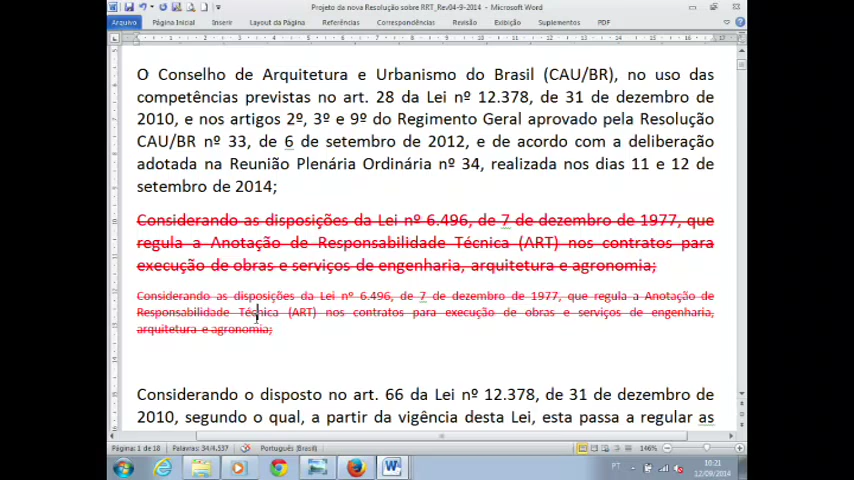 Projeto da nova Resolução sobre RRT_Rev04-9-2014 - Microsoft Word
Arquivo Página Inicial Inserir Layout da Página Referências Correspondências Revisão Exibição Suplementos PDF
O Conselho de Arquitetura e Urbanismo do Brasil (CAU/BR), no uso das
competências previstas no art. 28 da Lei nº 12.378, de 31 de dezembro de
2010, e nos artigos 2º, 3º e 9º do Regimento Geral aprovado pela Resolução
CAU/BR nº 33, de 6 de setembro de 2012, e de acordo com a deliberação
adotada na Reunião Plenária Ordinária nº 34, realizada nos dias 11 e 12 de
setembro de 2014;
Considerando as disposições da Lei nº 6.496, de 7 de dezembro de 1977, que
regula a Anotação de Responsabilidade Técnica (ART) nos contratos para
execução de obras e serviços de engenharia, arquitetura e agronomia;
Considerando as disposições da Lei nº 6.496, de 7 de dezembro de 1977, que regula a Anotação de
Responsabilidade Técnica (ART) nos contratos para execução de obras e serviços de engenharia,
arquitetura e agronomia;
Considerando o disposto no art. 66 da Lei nº 12.378, de 31 de dezembro de
2010, segundo o qual, a partir da vigência desta Lei, esta passa a regular as
Página: 1 de 18 Palavras: 34/4.537 Português (Brasil) 146%
PT 10:21
12/09/2014